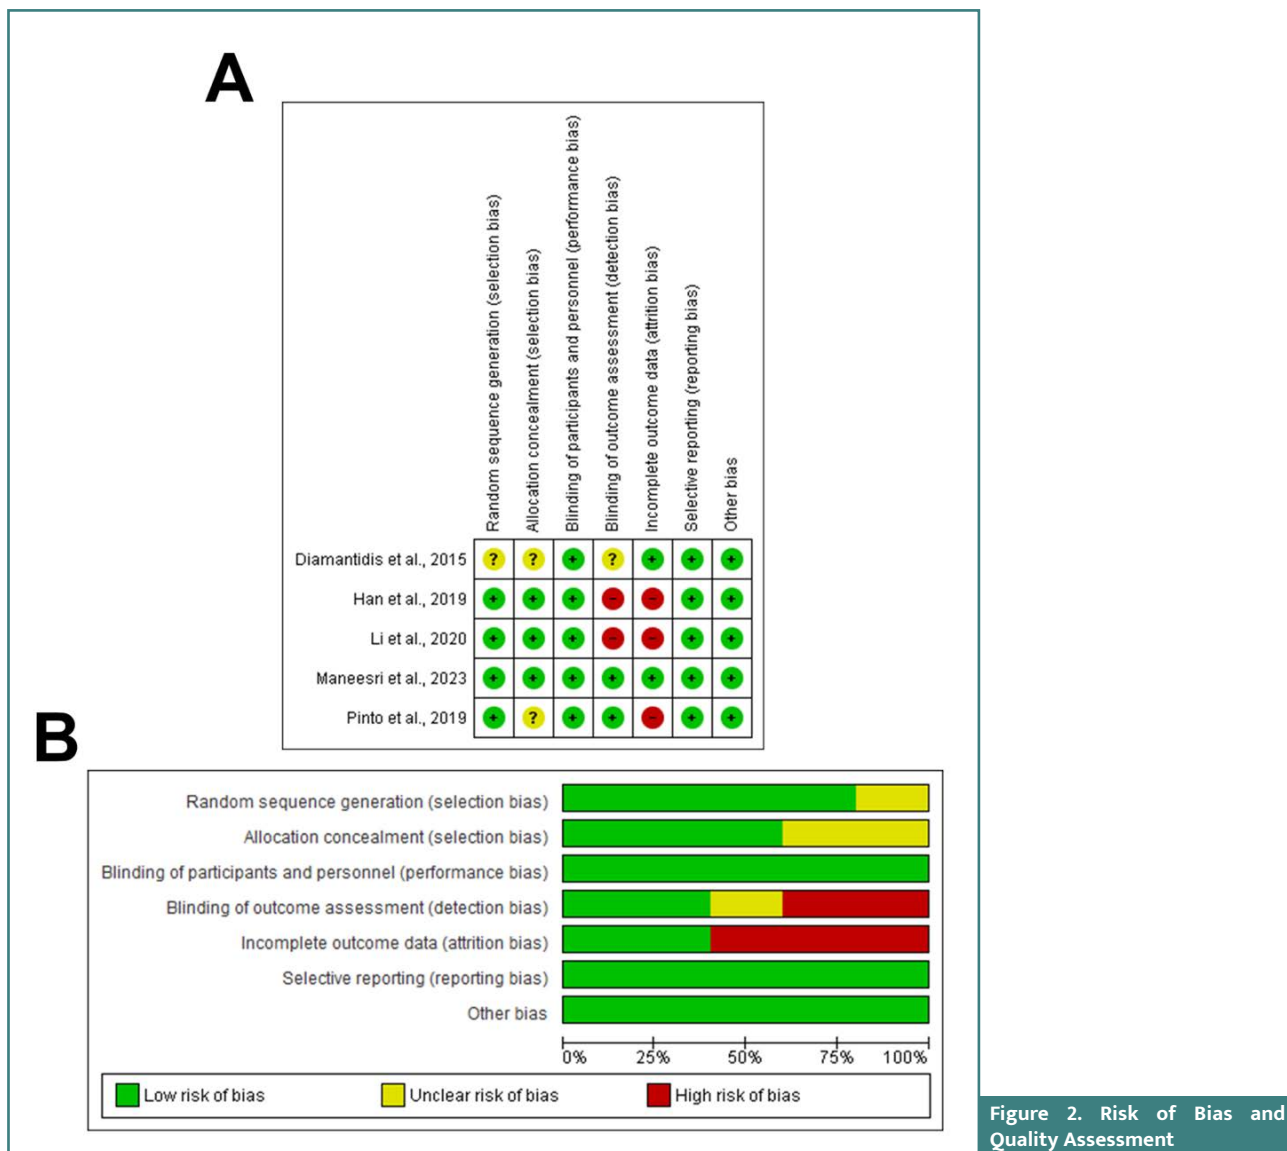 A
Random sequence generation (selection bias)
Allocation concealment (selection bias)
Blinding of participants and personnel (performance bias)
Blinding of outcome assessment (detection bias)
Incomplete outcome data (attrition bias)
Selective reporting (reporting bias)
Other bias
Diamantidis et al., 2015 ? ? + ? + + +
Han et al., 2019 + + + - - + +
Li et al., 2020 + + + - - + +
Maneesri et al., 2023 + + + + + + +
Pinto et al., 2019 + ? + + - + +
B
Random sequence generation (selection bias)
Allocation concealment (selection bias)
Blinding of participants and personnel (performance bias)
Blinding of outcome assessment (detection bias)
Incomplete outcome data (attrition bias)
Selective reporting (reporting bias)
Other bias
0% 25% 50% 75% 100%
Low risk of bias Unclear risk of bias High risk of bias
Figure 2. Risk of Bias and
Quality Assessment